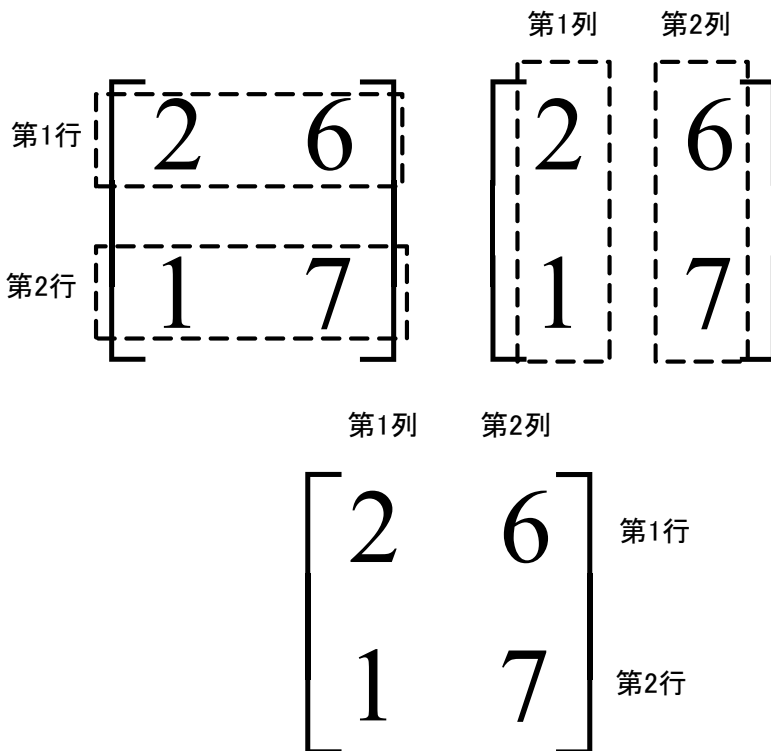 第1列 第2列
第1行 2 6 2 6
第2行 1 7 1 7
第1列 第2列
2 6 第1行
1 7 第2行